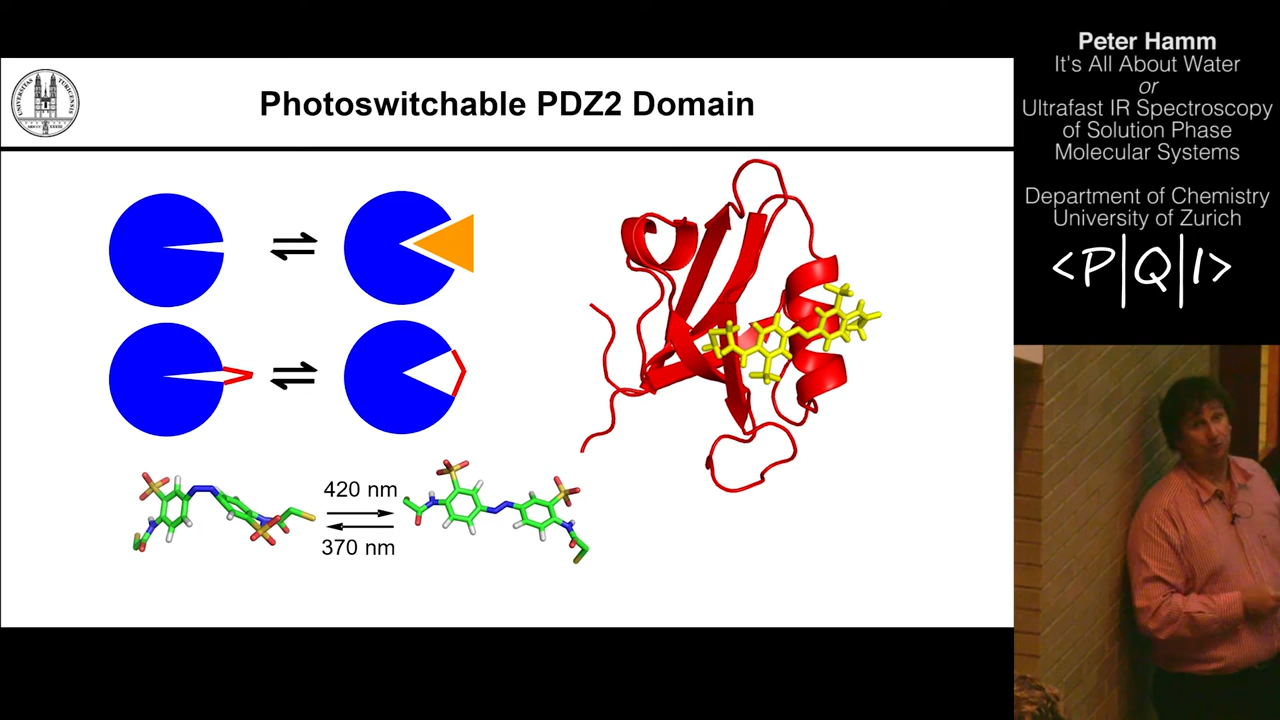 Peter Hamm
It's All About Water
or
Ultrafast IR Spectroscopy
of Solution Phase
Molecular Systems
Department of Chemistry
University of Zurich
<P|Q|I>
Photoswitchable PDZ2 Domain
420 nm
370 nm